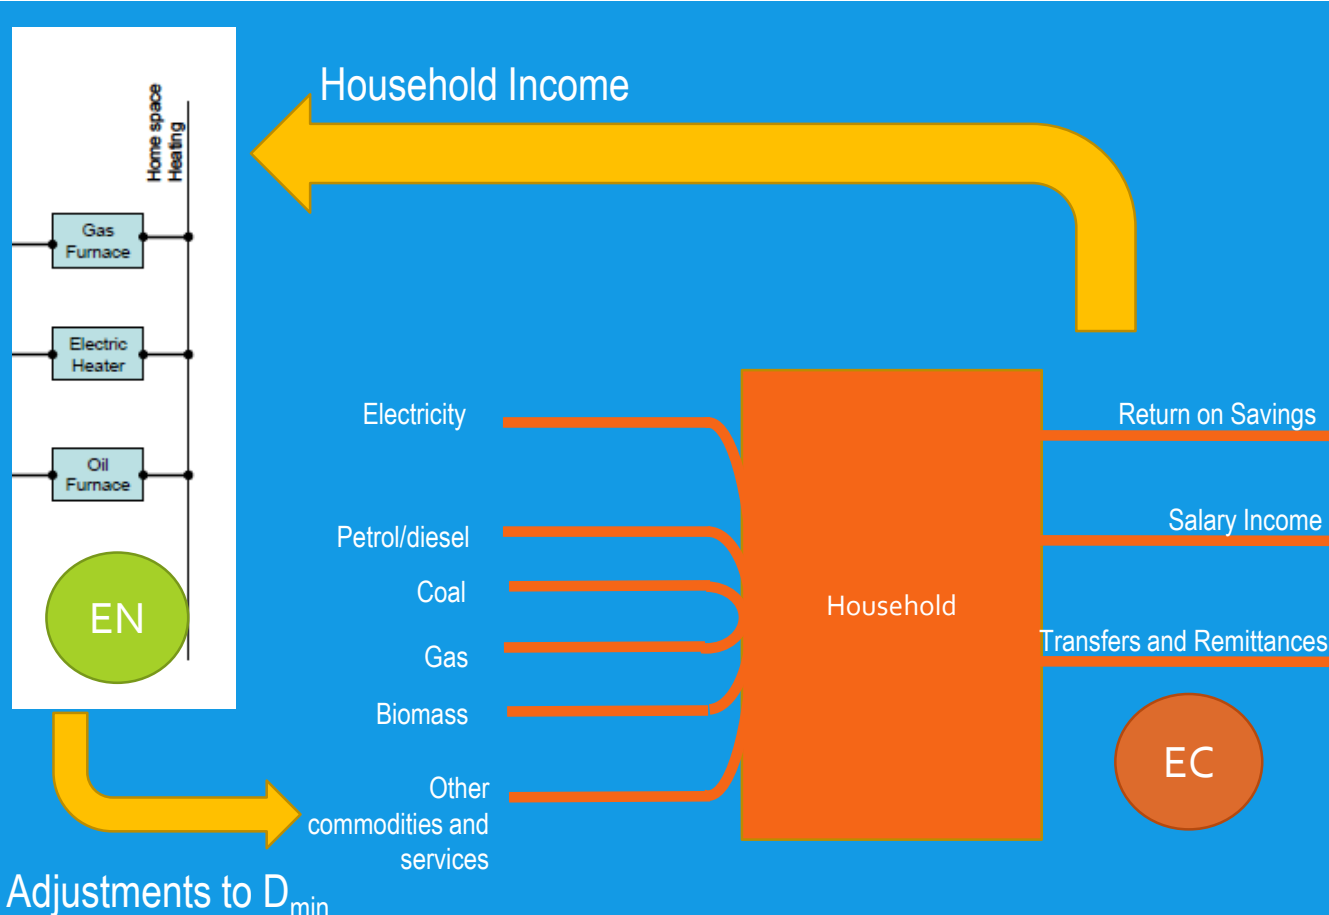 Household Income
Home space
Heating
Gas
Furnace
Electric
Heater
Oil
Furnace
EN
Electricity
Petrol/diesel
Coal
Gas
Biomass
Other
commodities and
services
Household
Return on Savings
Salary Income
Transfers and Remittances
EC
Adjustments to Dmin